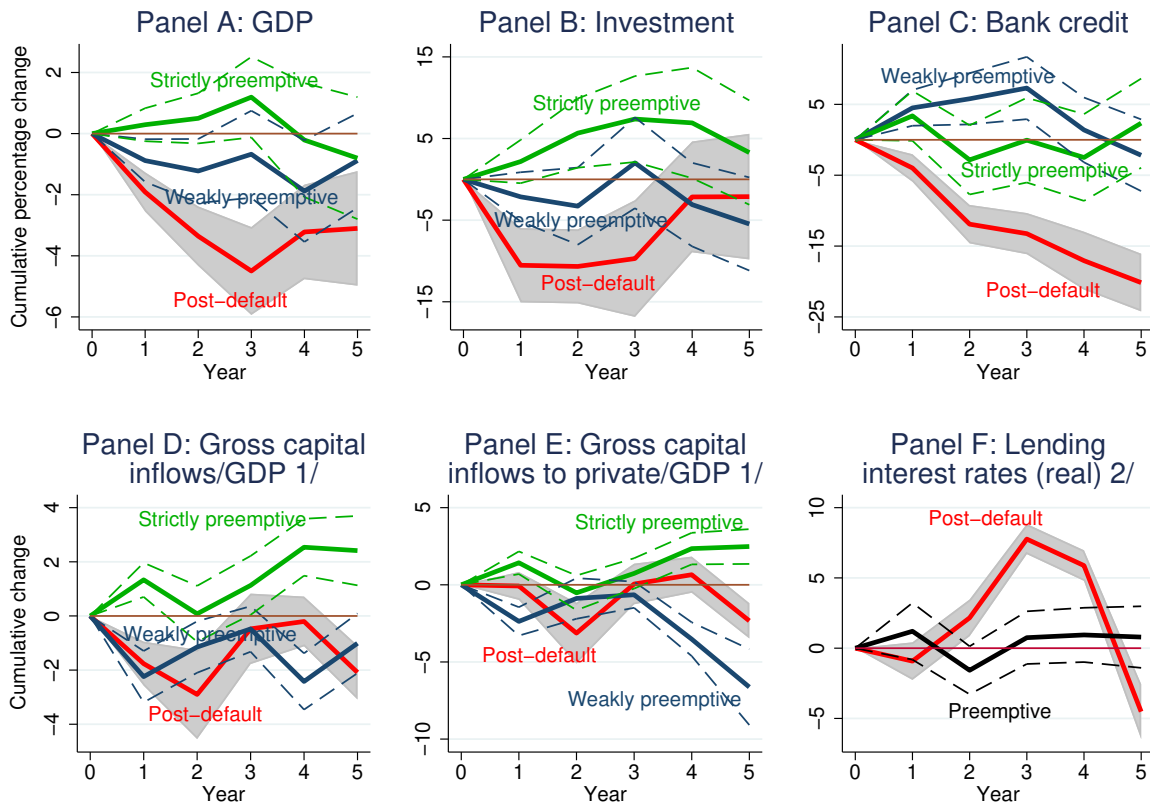 Panel A: GDP
Cumulative percentage change
2
0
−2
−4
−6
Strictly preemptive
Weakly preemptive
Post−default
0 1 2 3 4 5
Year
Panel B: Investment
15
5
−5
−15
Strictly preemptive
Weakly preemptive
Post−default
0 1 2 3 4 5
Year
Panel C: Bank credit
5
−5
−15
−25
Weakly preemptive
Strictly preemptive
Post−default
0 1 2 3 4 5
Year
Panel D: Gross capital
inflows/GDP 1/
Cumulative change
4
2
0
−2
−4
Strictly preemptive
Weakly preemptive
Post−default
0 1 2 3 4 5
Year
Panel E: Gross capital
inflows to private/GDP 1/
5
0
−5
−10
Strictly preemptive
Post−default
Weakly preemptive
0 1 2 3 4 5
Year
Panel F: Lending
interest rates (real) 2/
10
5
0
−5
Post−default
Preemptive
0 1 2 3 4 5
Year